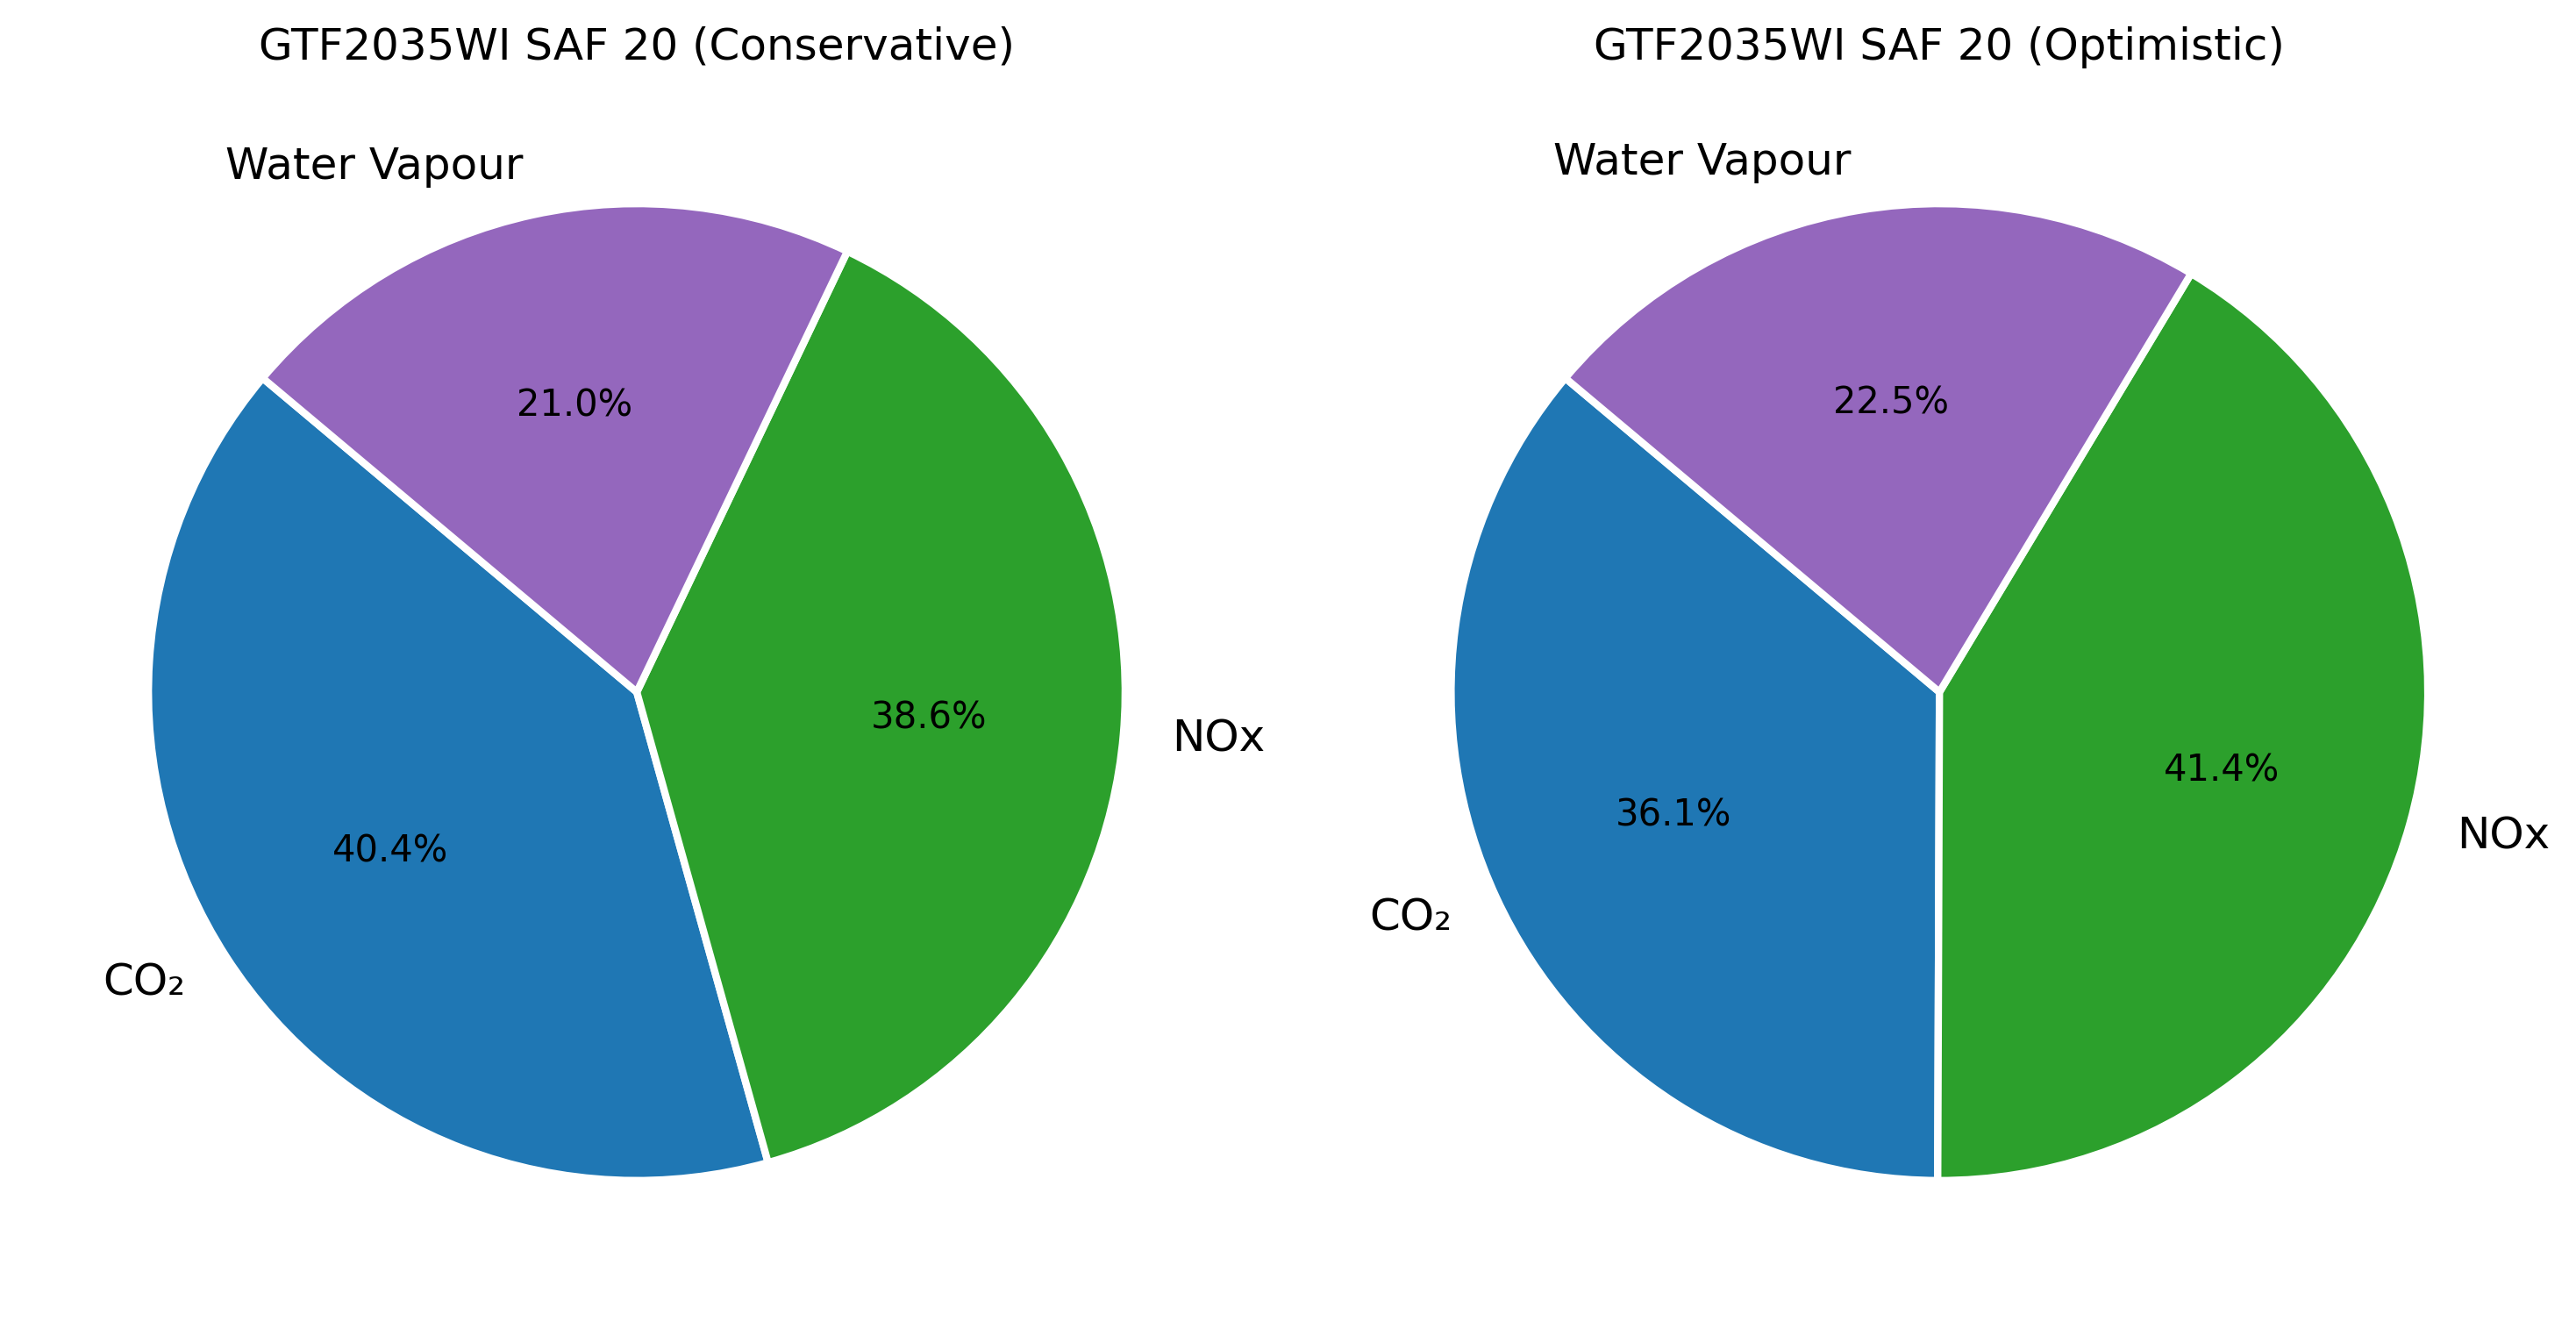 GTF2035WI SAF 20 (Conservative)
Water Vapour
21.0%
38.6%
NOx
40.4%
CO₂
GTF2035WI SAF 20 (Optimistic)
Water Vapour
22.5%
41.4%
NOx
36.1%
CO₂